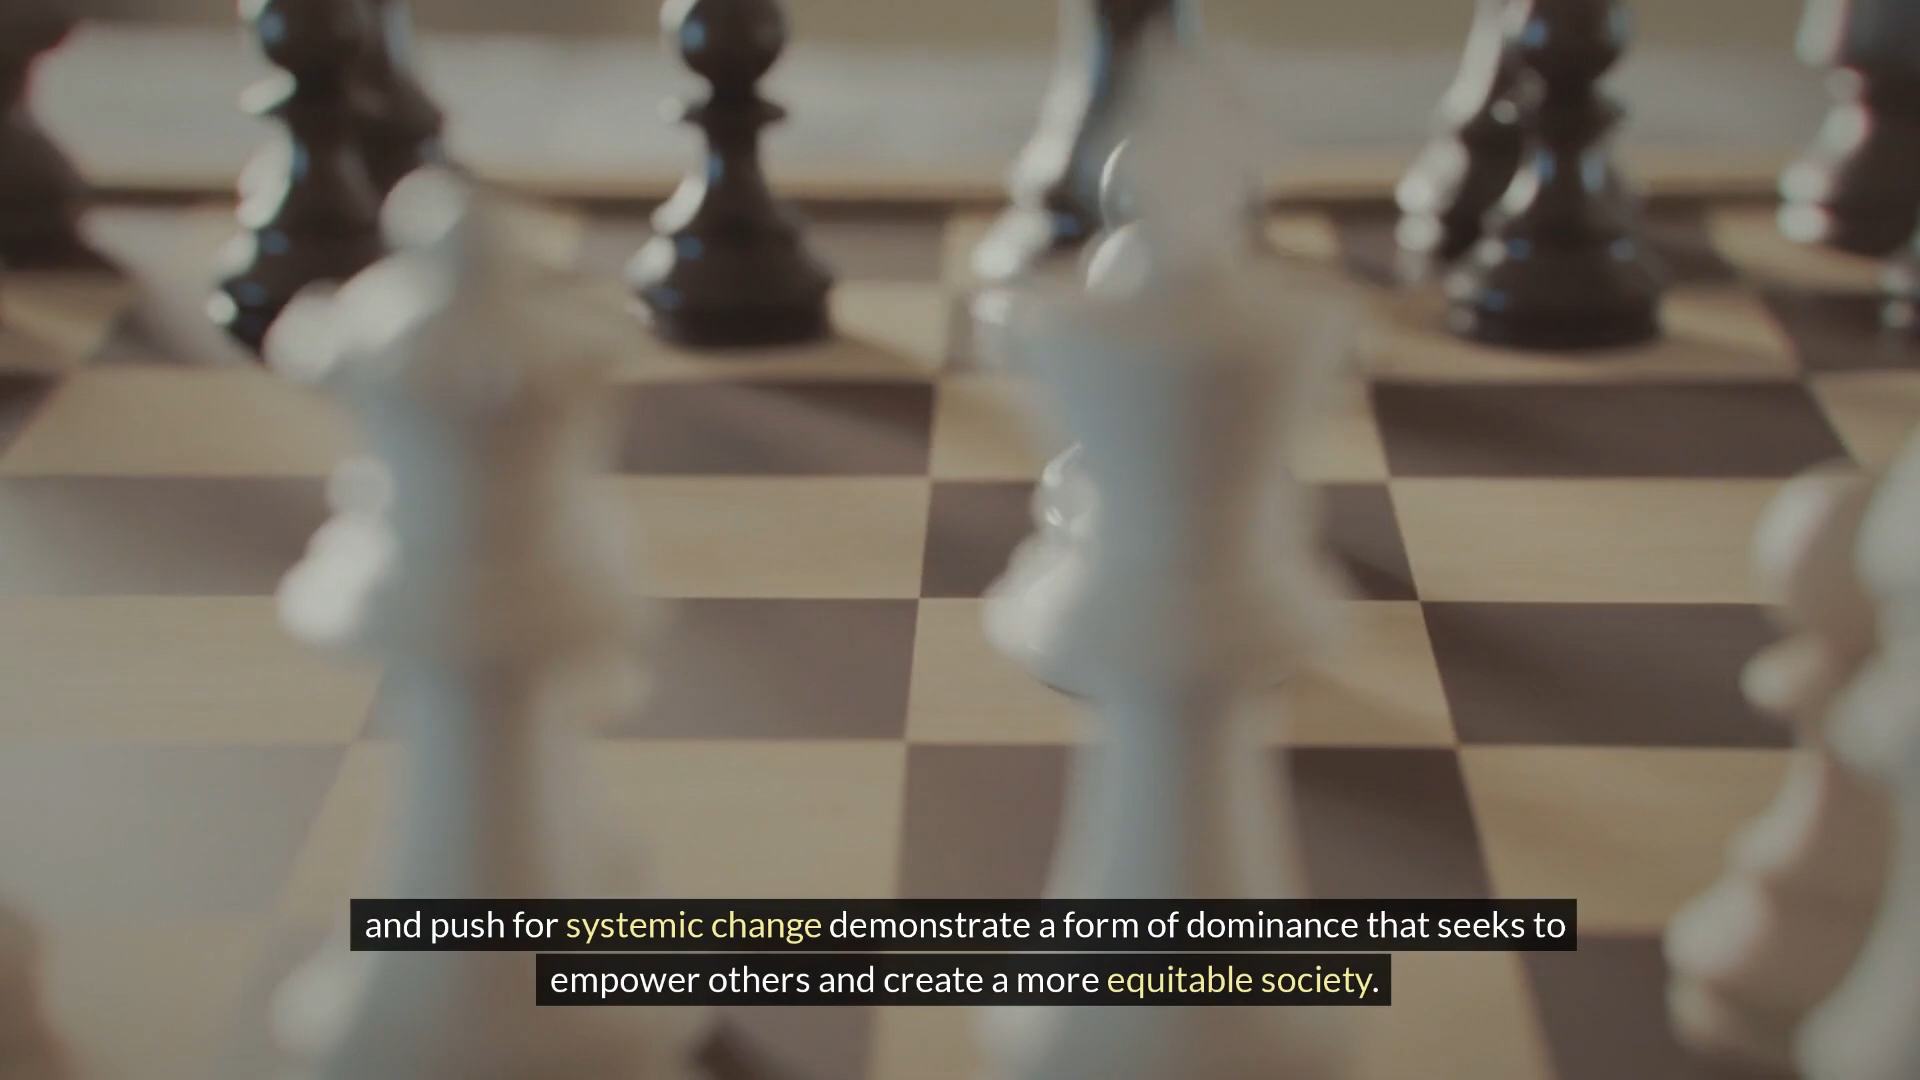 and push for systemic change demonstrate a form of dominance that seeks to
empower others and create a more equitable society.